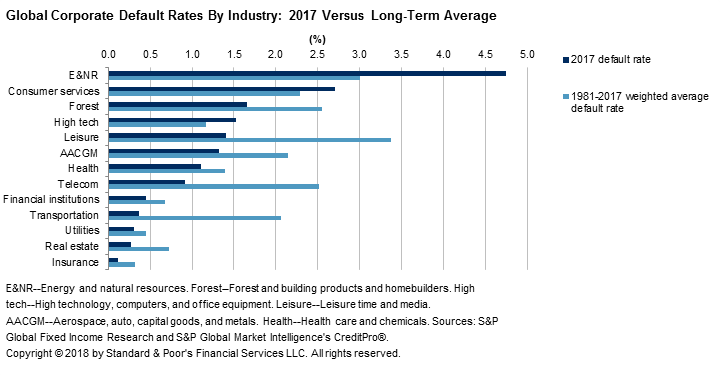 Global Corporate Default Rates By Industry: 2017 Versus Long-Term Average
(%)
0.0 0.5 1.0 1.5 2.0 2.5 3.0 3.5 4.0 4.5 5.0
E&NR
Consumer services
Forest
High tech
Leisure
AACGM
Health
Telecom
Financial institutions
Transportation
Utilities
Real estate
Insurance
2017 default rate
1981-2017 weighted average
default rate
E&NR--Energy and natural resources. Forest--Forest and building products and homebuilders. High
tech--High technology, computers, and office equipment. Leisure--Leisure time and media.
AACGM--Aerospace, auto, capital goods, and metals. Health--Health care and chemicals. Sources: S&P
Global Fixed Income Research and S&P Global Market Intelligence's CreditPro®.
Copyright © 2018 by Standard & Poor's Financial Services LLC. All rights reserved.